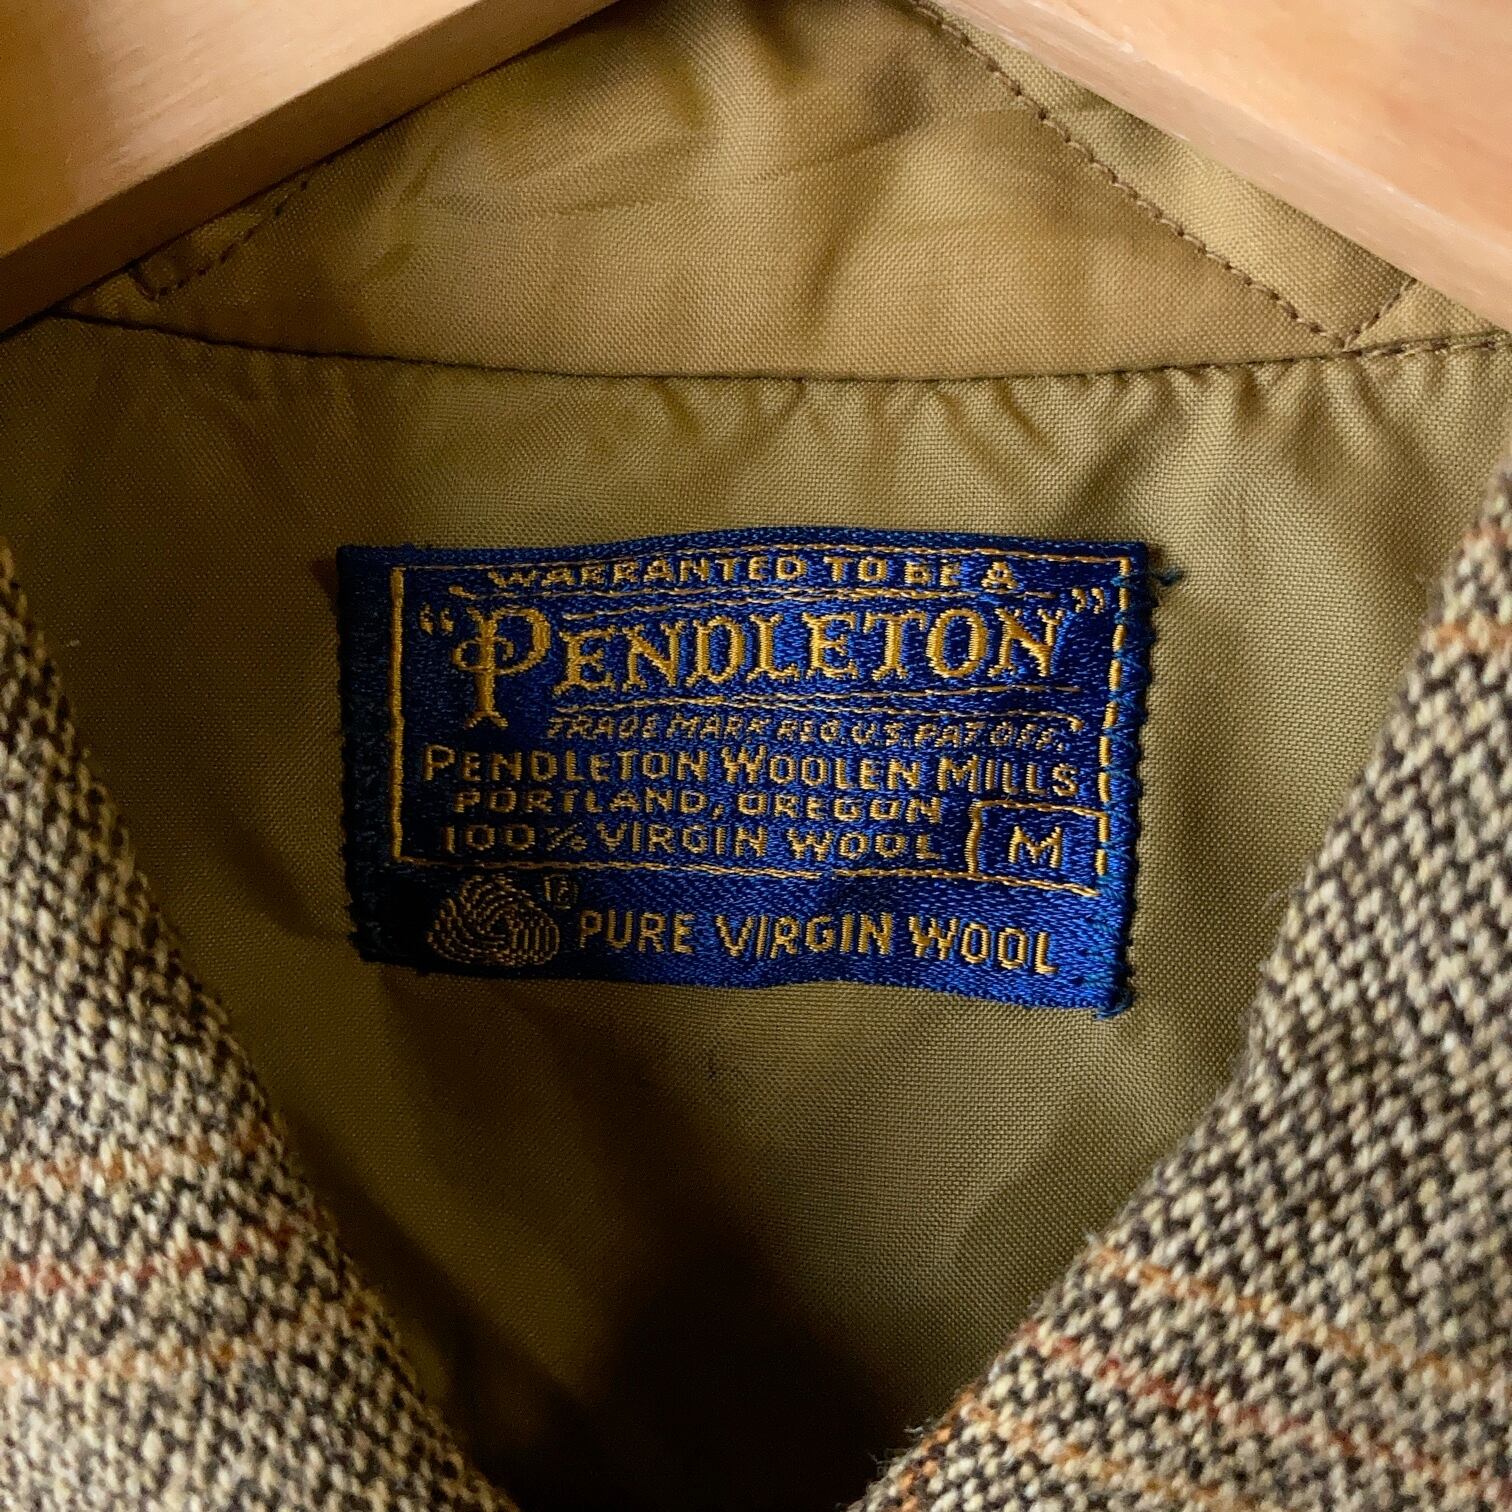 WARRANTED TO BE A
"PENDLETON"
TRADE MARK REG. U.S. PAT OFF.
PENDLETON WOOLEN MILLS
PORTLAND, OREGON
100% VIRGIN WOOL M
® PURE VIRGIN WOOL